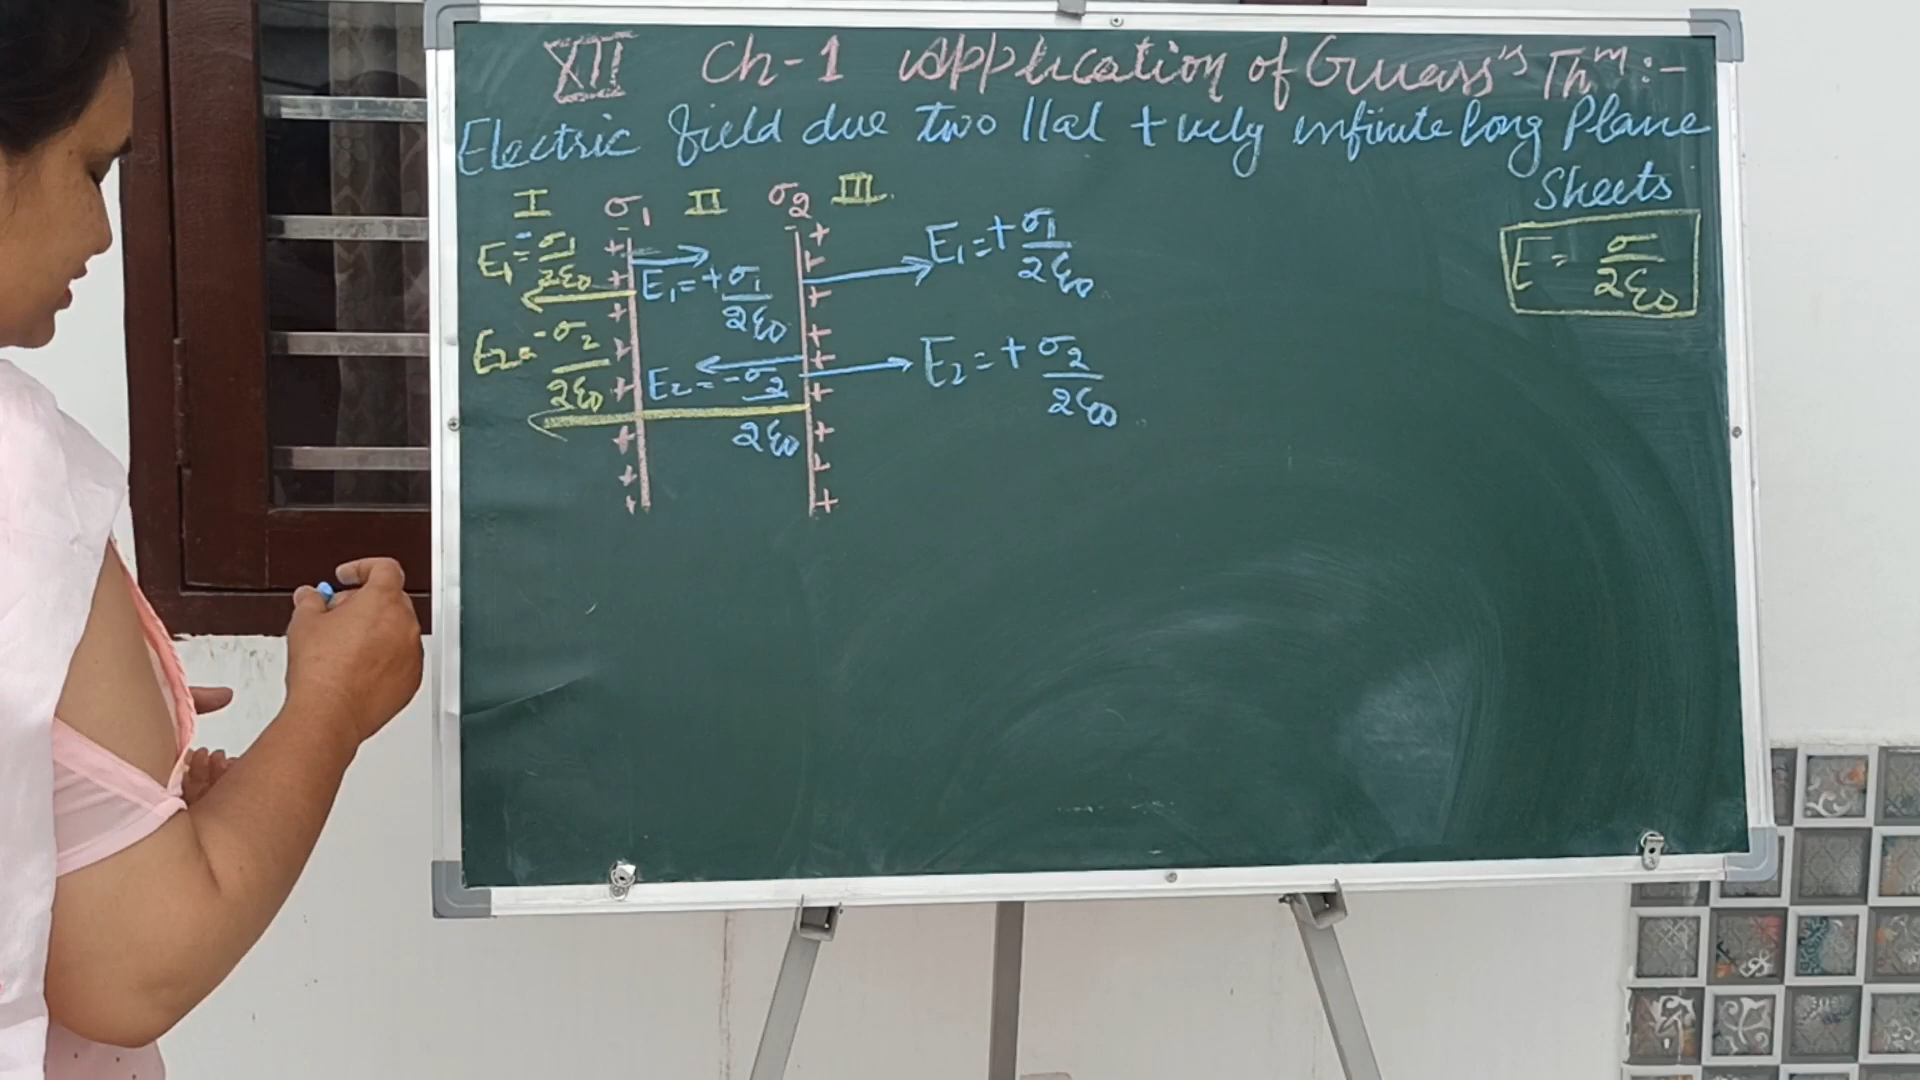 XII Ch-1 Application of Guass's Thᵐ :-
Electric field due two llal +vely infinite long Plane
Sheets
I σ₁ II σ₂ III
E₁ = -σ₁/2ε₀
E₁ = +σ₁/2ε₀
E₁ = +σ₁/2ε₀
E = σ/2ε₀
E₂ = -σ₂/2ε₀
E₂ = -σ₂/2ε₀
E₂ = +σ₂/2ε₀